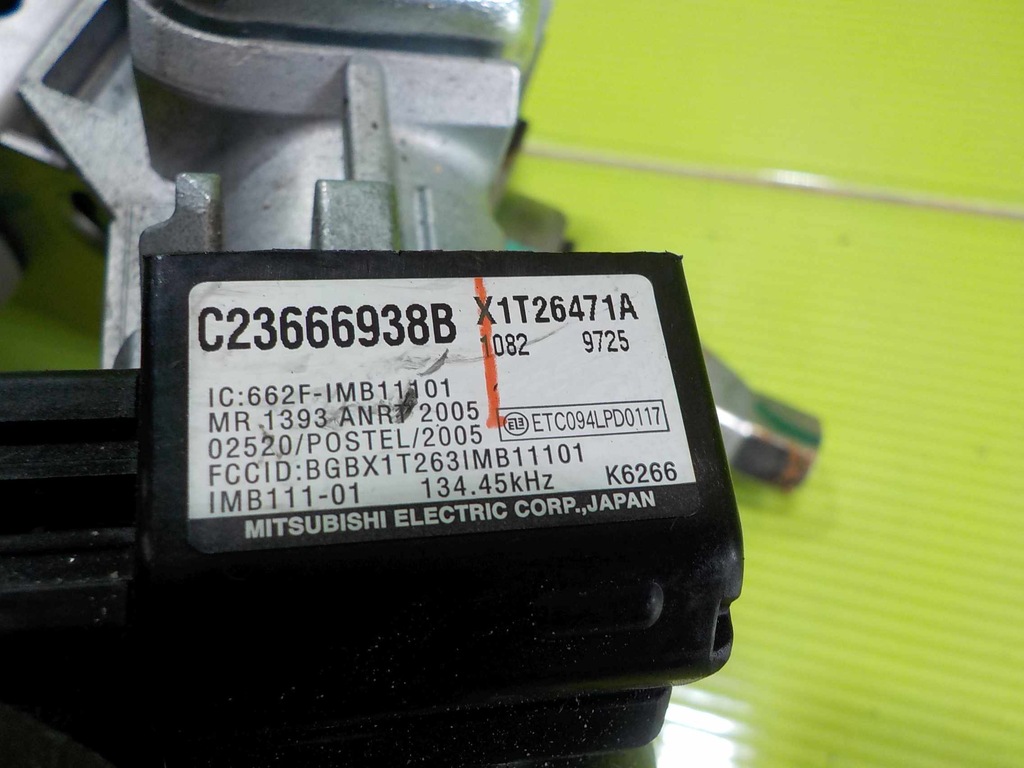 C23666938B X1T26471A
1082 9725
IC:662F-IMB11101
MR 1393 ANRT 2005
02520/POSTEL/2005 ETC094LPD0117
FCCID:BGBX1T263IMB11101
IMB111-01 134.45kHz K6266
MITSUBISHI ELECTRIC CORP.,JAPAN